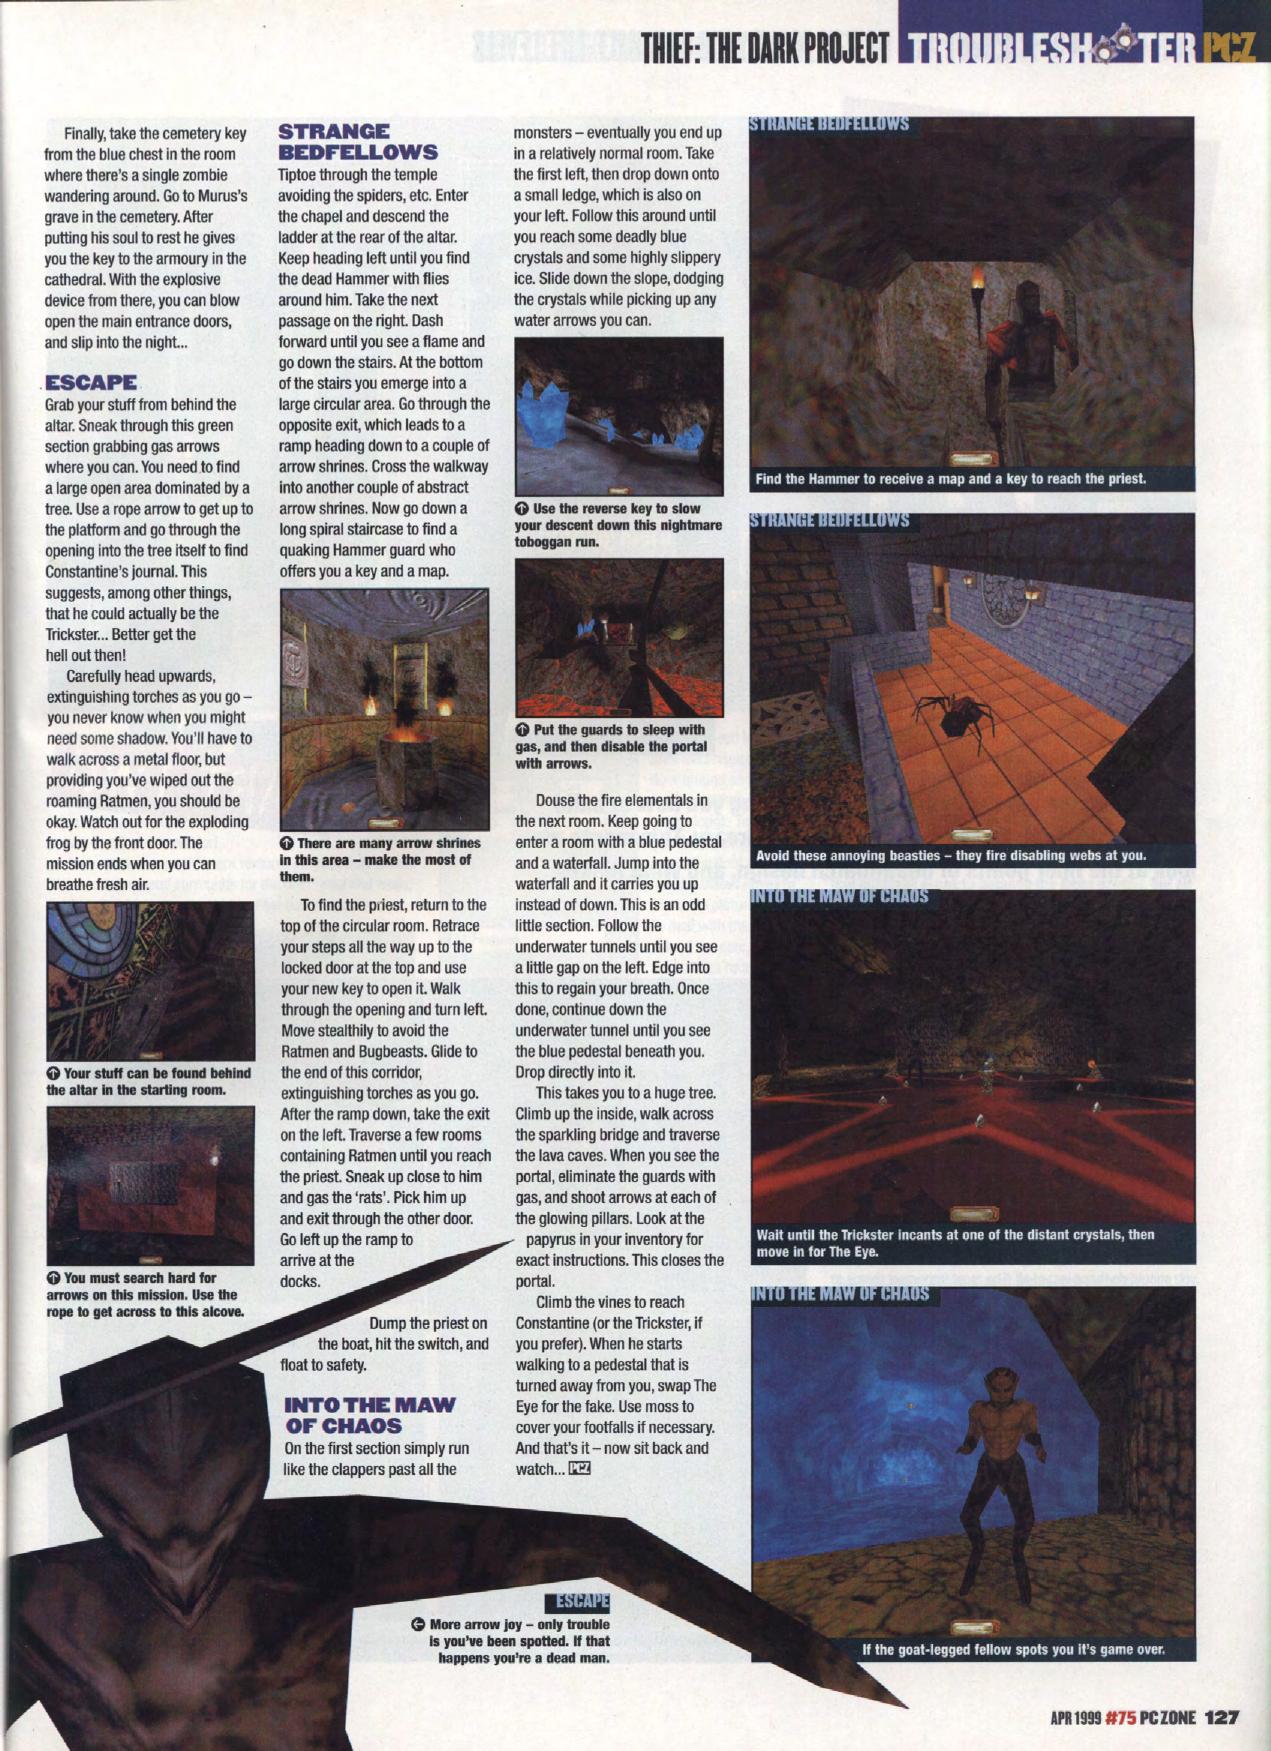 THIEF: THE DARK PROJECT
TROUBLESHOOTER PCZ
Finally, take the cemetery key
from the blue chest in the room
where there's a single zombie
wandering around. Go to Murus's
grave in the cemetery. After
putting his soul to rest he gives
you the key to the armoury in the
cathedral. With the explosive
device from there, you can blow
open the main entrance doors,
and slip into the night...
ESCAPE
Grab your stuff from behind the
altar. Sneak through this green
section grabbing gas arrows
where you can. You need to find
a large open area dominated by a
tree. Use a rope arrow to get up to
the platform and go through the
opening into the tree itself to find
Constantine's journal. This
suggests, among other things,
that he could actually be the
Trickster... Better get the
hell out then!
Carefully head upwards,
extinguishing torches as you go –
you never know when you might
need some shadow. You'll have to
walk across a metal floor, but
providing you've wiped out the
roaming Ratmen, you should be
okay. Watch out for the exploding
frog by the front door. The
mission ends when you can
breathe fresh air.
Your stuff can be found behind
the altar in the starting room.
You must search hard for
arrows on this mission. Use the
rope to get across to this alcove.
STRANGE
BEDFELLOWS
Tiptoe through the temple
avoiding the spiders, etc. Enter
the chapel and descend the
ladder at the rear of the altar.
Keep heading left until you find
the dead Hammer with flies
around him. Take the next
passage on the right. Dash
forward until you see a flame and
go down the stairs. At the bottom
of the stairs you emerge into a
large circular area. Go through the
opposite exit, which leads to a
ramp heading down to a couple of
arrow shrines. Cross the walkway
into another couple of abstract
arrow shrines. Now go down a
long spiral staircase to find a
quaking Hammer guard who
offers you a key and a map.
There are many arrow shrines
in this area – make the most of
them.
To find the priest, return to the
top of the circular room. Retrace
your steps all the way up to the
locked door at the top and use
your new key to open it. Walk
through the opening and turn left.
Move stealthily to avoid the
Ratmen and Bugbeasts. Glide to
the end of this corridor,
extinguishing torches as you go.
After the ramp down, take the exit
on the left. Traverse a few rooms
containing Ratmen until you reach
the priest. Sneak up close to him
and gas the 'rats'. Pick him up
and exit through the other door.
Go left up the ramp to
arrive at the
docks.
Dump the priest on
the boat, hit the switch, and
float to safety.
INTO THE MAW
OF CHAOS
On the first section simply run
like the clappers past all the
monsters – eventually you end up
in a relatively normal room. Take
the first left, then drop down onto
a small ledge, which is also on
your left. Follow this around until
you reach some deadly blue
crystals and some highly slippery
ice. Slide down the slope, dodging
the crystals while picking up any
water arrows you can.
Use the reverse key to slow
your descent down this nightmare
toboggan run.
Put the guards to sleep with
gas, and then disable the portal
with arrows.
Douse the fire elementals in
the next room. Keep going to
enter a room with a blue pedestal
and a waterfall. Jump into the
waterfall and it carries you up
instead of down. This is an odd
little section. Follow the
underwater tunnels until you see
a little gap on the left. Edge into
this to regain your breath. Once
done, continue down the
underwater tunnel until you see
the blue pedestal beneath you.
Drop directly into it.
This takes you to a huge tree.
Climb up the inside, walk across
the sparkling bridge and traverse
the lava caves. When you see the
portal, eliminate the guards with
gas, and shoot arrows at each of
the glowing pillars. Look at the
papyrus in your inventory for
exact instructions. This closes the
portal.
Climb the vines to reach
Constantine (or the Trickster, if
you prefer). When he starts
walking to a pedestal that is
turned away from you, swap The
Eye for the fake. Use moss to
cover your footfalls if necessary.
And that's it – now sit back and
watch... PCZ
ESCAPE
More arrow joy – only trouble
is you've been spotted. If that
happens you're a dead man.
STRANGE BEDFELLOWS
Find the Hammer to receive a map and a key to reach the priest.
STRANGE BEDFELLOWS
Avoid these annoying beasties – they fire disabling webs at you.
INTO THE MAW OF CHAOS
Wait until the Trickster incants at one of the distant crystals, then
move in for The Eye.
INTO THE MAW OF CHAOS
If the goat-legged fellow spots you it's game over.
APR 1999 #75 PC ZONE 127